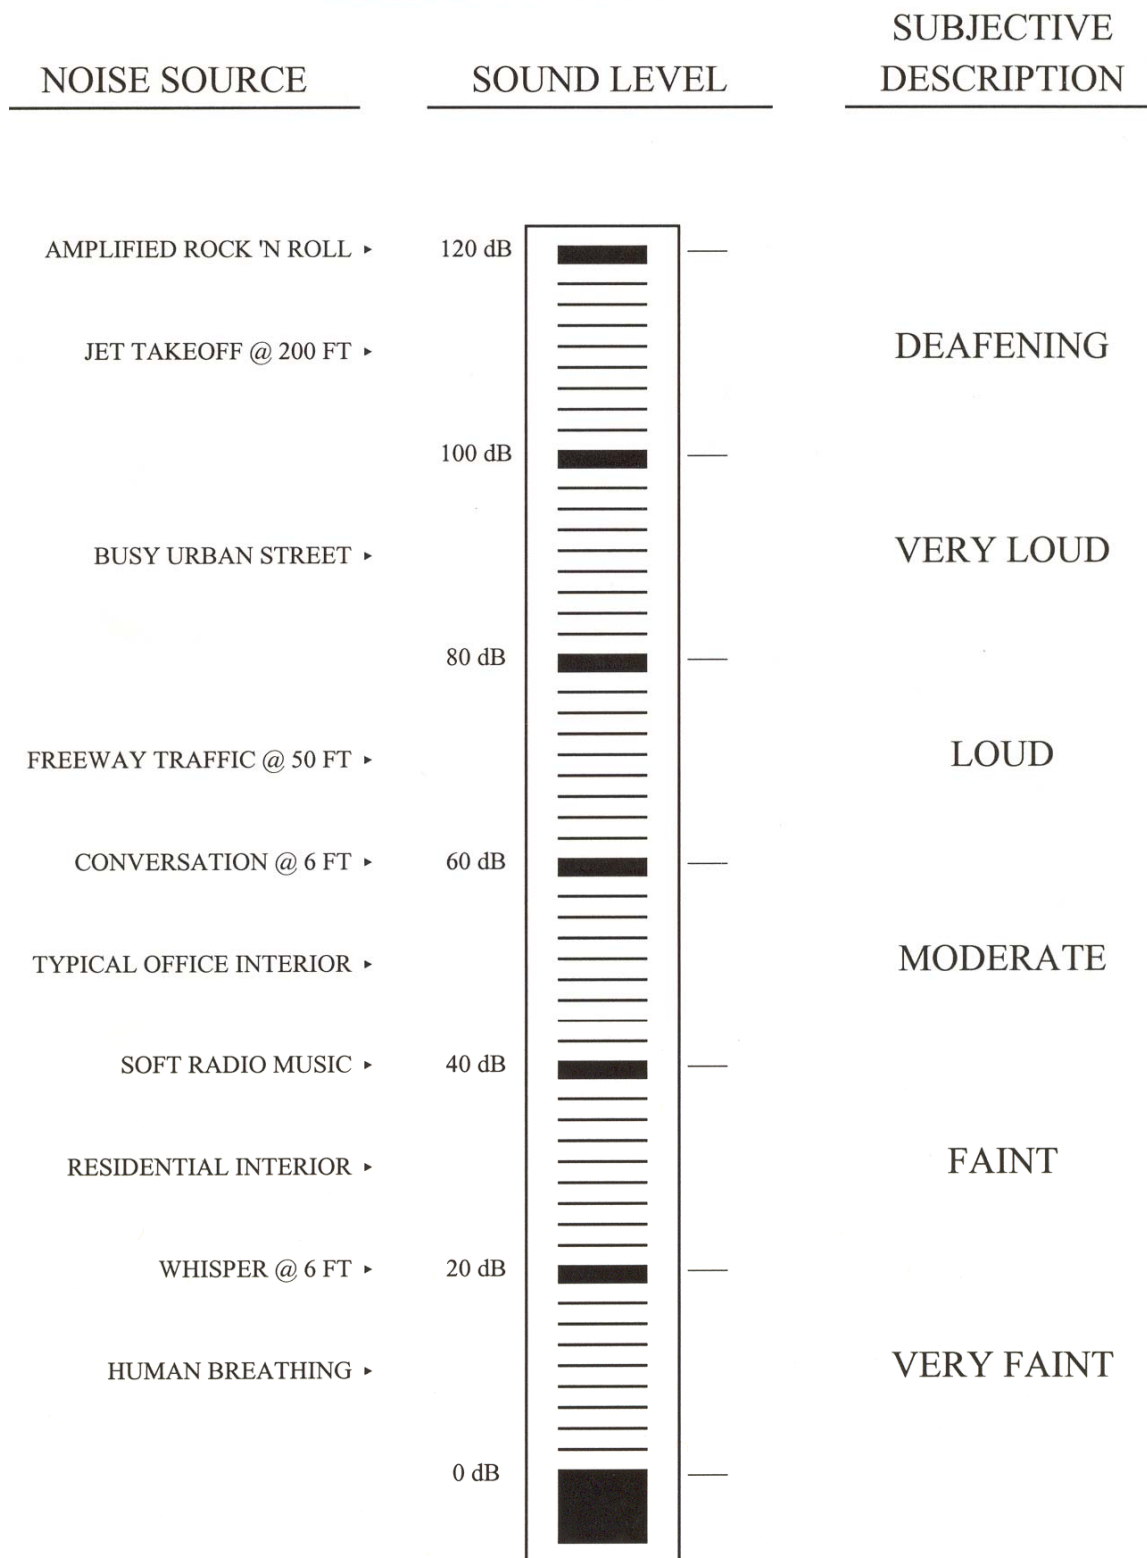 NOISE SOURCE
SOUND LEVEL
SUBJECTIVE
DESCRIPTION
AMPLIFIED ROCK 'N ROLL ▸ 120 dB
JET TAKEOFF @ 200 FT ▸ DEAFENING
100 dB
BUSY URBAN STREET ▸ VERY LOUD
80 dB
FREEWAY TRAFFIC @ 50 FT ▸ LOUD
CONVERSATION @ 6 FT ▸ 60 dB
TYPICAL OFFICE INTERIOR ▸ MODERATE
SOFT RADIO MUSIC ▸ 40 dB
RESIDENTIAL INTERIOR ▸ FAINT
WHISPER @ 6 FT ▸ 20 dB
HUMAN BREATHING ▸ VERY FAINT
0 dB